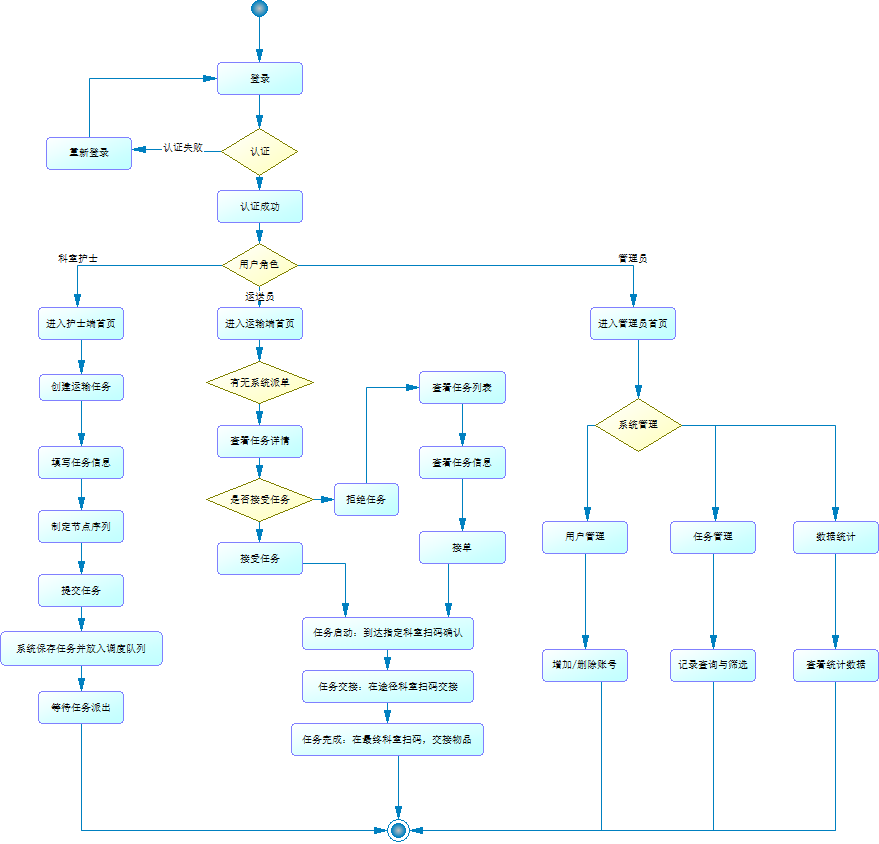 登录
重新登录
认证失败
认证
认证成功
科室护士
用户角色
管理员
运送员
进入护士端首页
进入运输端首页
进入管理员首页
创建运输任务
有无系统派单
查看任务列表
系统管理
填写任务信息
查看任务详情
查看任务信息
制定节点序列
是否接受任务
拒绝任务
接受任务
接单
用户管理
任务管理
数据统计
提交任务
任务启动：到达指定科室扫码确认
系统保存任务并放入调度队列
增加/删除账号
记录查询与筛选
查看统计数据
任务交接：在途径科室扫码交接
等待任务派出
任务完成：在最终科室扫码，交接物品